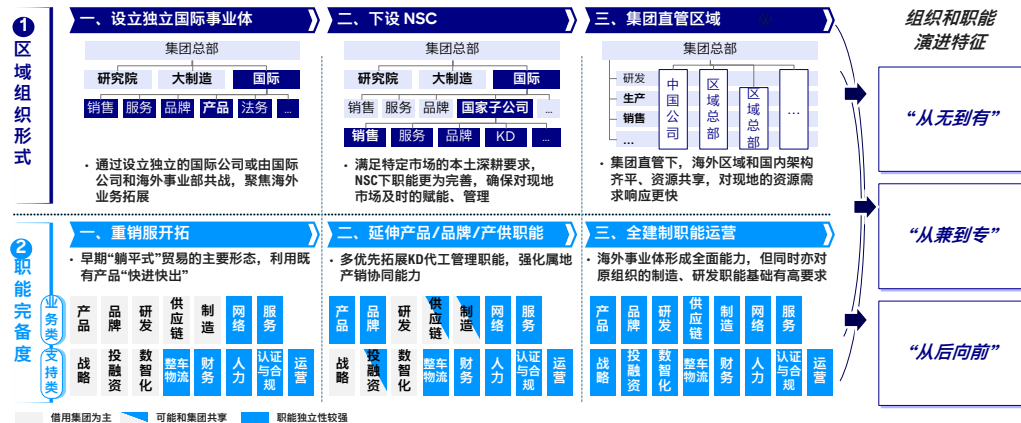 1
区域组织形式
一、设立独立国际事业体
集团总部
研究院 大制造 国际
销售 服务 品牌 产品 法务 ...
· 通过设立独立的国际公司或由国际
公司和海外事业部共战，聚焦海外
业务拓展
二、下设 NSC
集团总部
研究院 大制造 国际
销售 服务 品牌 国家子公司 ...
销售 服务 品牌 KD ...
· 满足特定市场的本土深耕要求，
NSC下职能更为完善，确保对现地
市场及时的赋能、管理
三、集团直管区域
集团总部
研发
生产
销售
...
中国公司
区域总部
区域总部
...
· 集团直管下，海外区域和国内架构
齐平、资源共享，对现地的资源需
求响应更快
2
职能完备度
业务类
支持类
一、重销服开拓
· 早期“躺平式”贸易的主要形态，利用既
有产品“快进快出”
产品 品牌 研发 供应链 制造 网络 服务
战略 投融资 数智化 整车物流 财务 人力 认证与合规 运营
二、延伸产品/品牌/产供职能
· 多优先拓展KD代工管理职能，强化属地
产销协同能力
产品 品牌 研发 供应链 制造 网络 服务
战略 投融资 数智化 整车物流 财务 人力 认证与合规 运营
三、全建制职能运营
· 海外事业体形成全面能力，但同时亦对
原组织的制造、研发职能基础有高要求
产品 品牌 研发 供应链 制造 网络 服务
战略 投融资 数智化 整车物流 财务 人力 认证与合规 运营
借用集团为主 可能和集团共享 职能独立性较强
组织和职能
演进特征
“从无到有”
“从兼到专”
“从后向前”